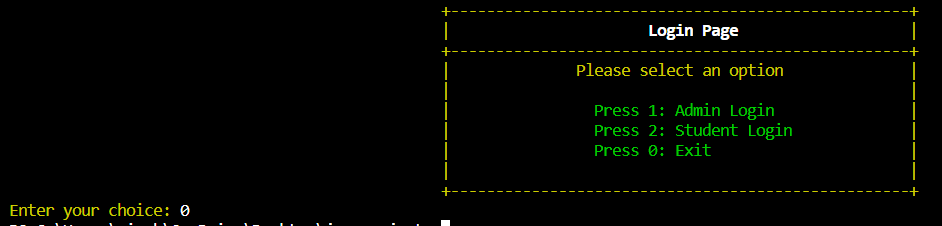 Login Page
Please select an option
Press 1: Admin Login
Press 2: Student Login
Press 0: Exit
Enter your choice: 0